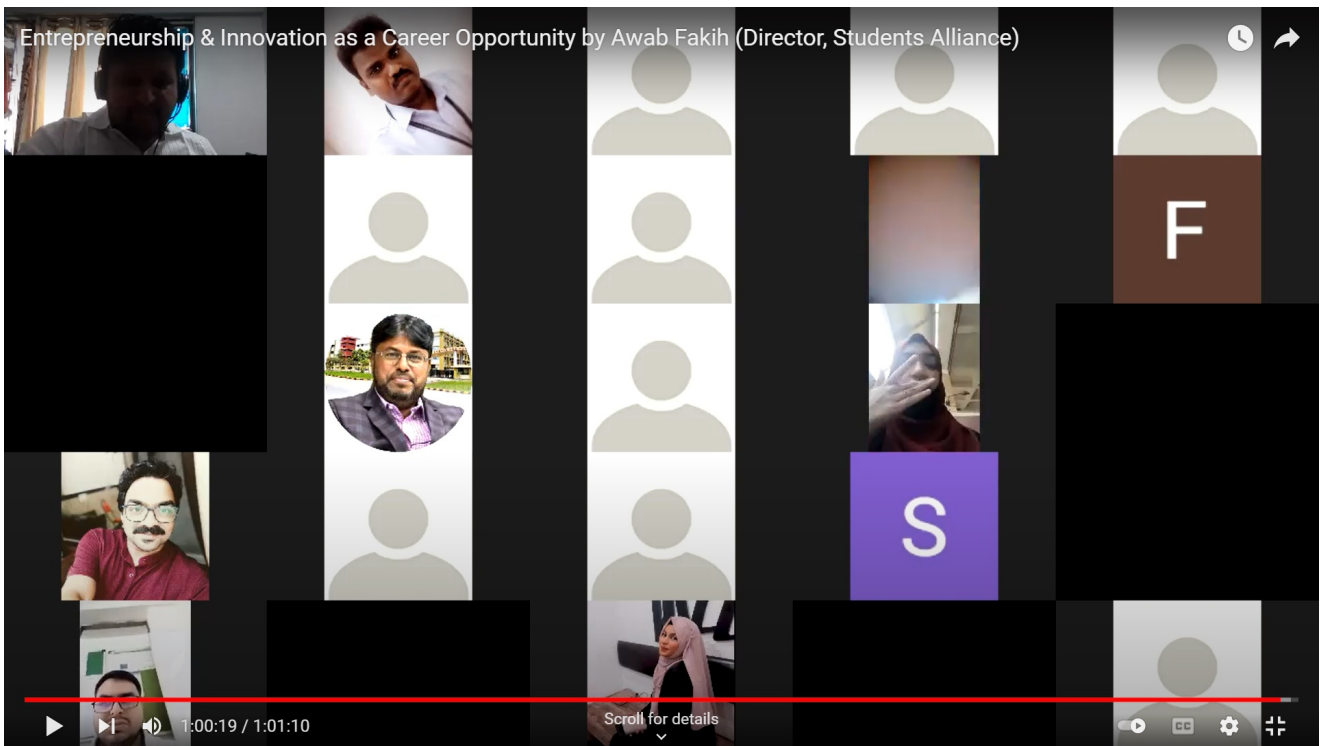 Entrepreneurship & Innovation as a Career Opportunity by Awab Fakih (Director, Students Alliance)
F
S
1:00:19 / 1:01:10
Scroll for details
CC